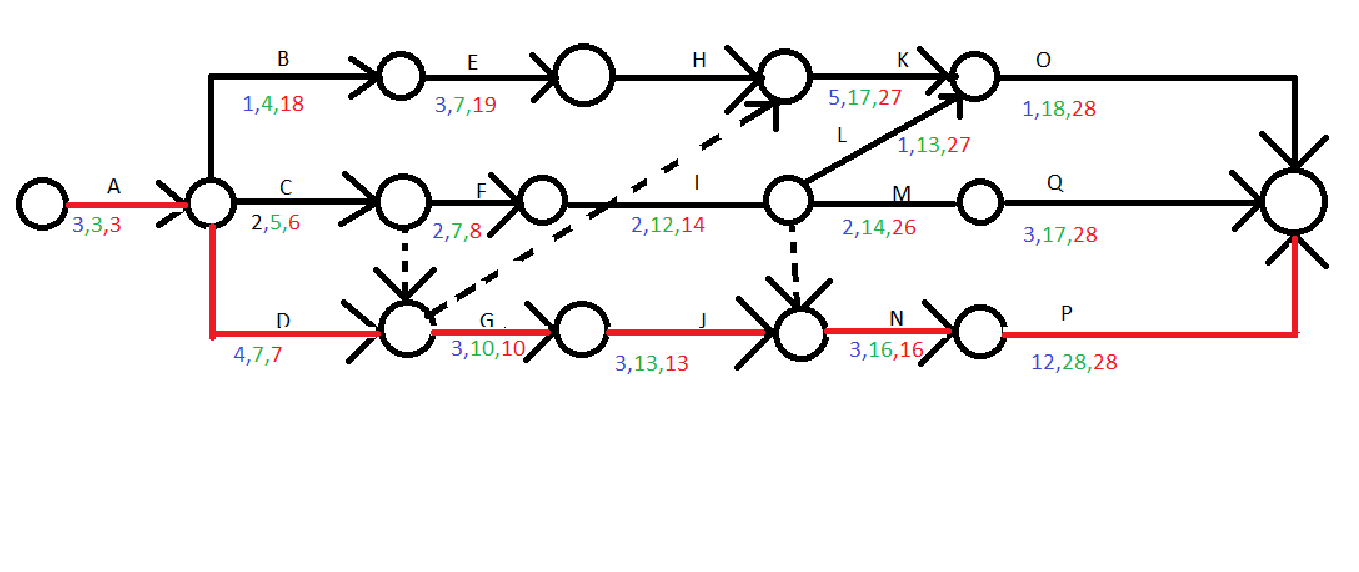 B E H K O
1,4,18 3,7,19 5,17,27 1,18,28
L
1,13,27
A C F I M Q
3,3,3 2,5,6 2,7,8 2,12,14 2,14,26 3,17,28
D G . J N P
4,7,7 3,10,10 3,13,13 3,16,16 12,28,28